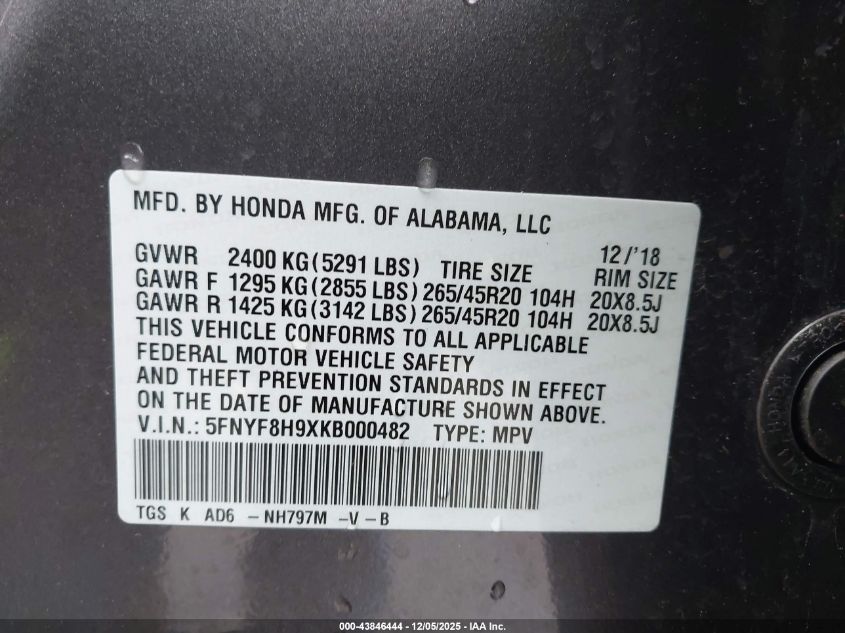 MFD. BY HONDA MFG. OF ALABAMA, LLC
12/'18
GVWR 2400 KG(5291 LBS) TIRE SIZE RIM SIZE
GAWR F 1295 KG(2855 LBS)265/45R20 104H 20X8.5J
GAWR R 1425 KG(3142 LBS)265/45R20 104H 20X8.5J
THIS VEHICLE CONFORMS TO ALL APPLICABLE
FEDERAL MOTOR VEHICLE SAFETY
AND THEFT PREVENTION STANDARDS IN EFFECT
ON THE DATE OF MANUFACTURE SHOWN ABOVE.
V.I.N.: 5FNYF8H9XKB000482 TYPE: MPV
TGS K AD6 -NH797M -V-B
000-43846444 - 12/05/2025 - IAA Inc.